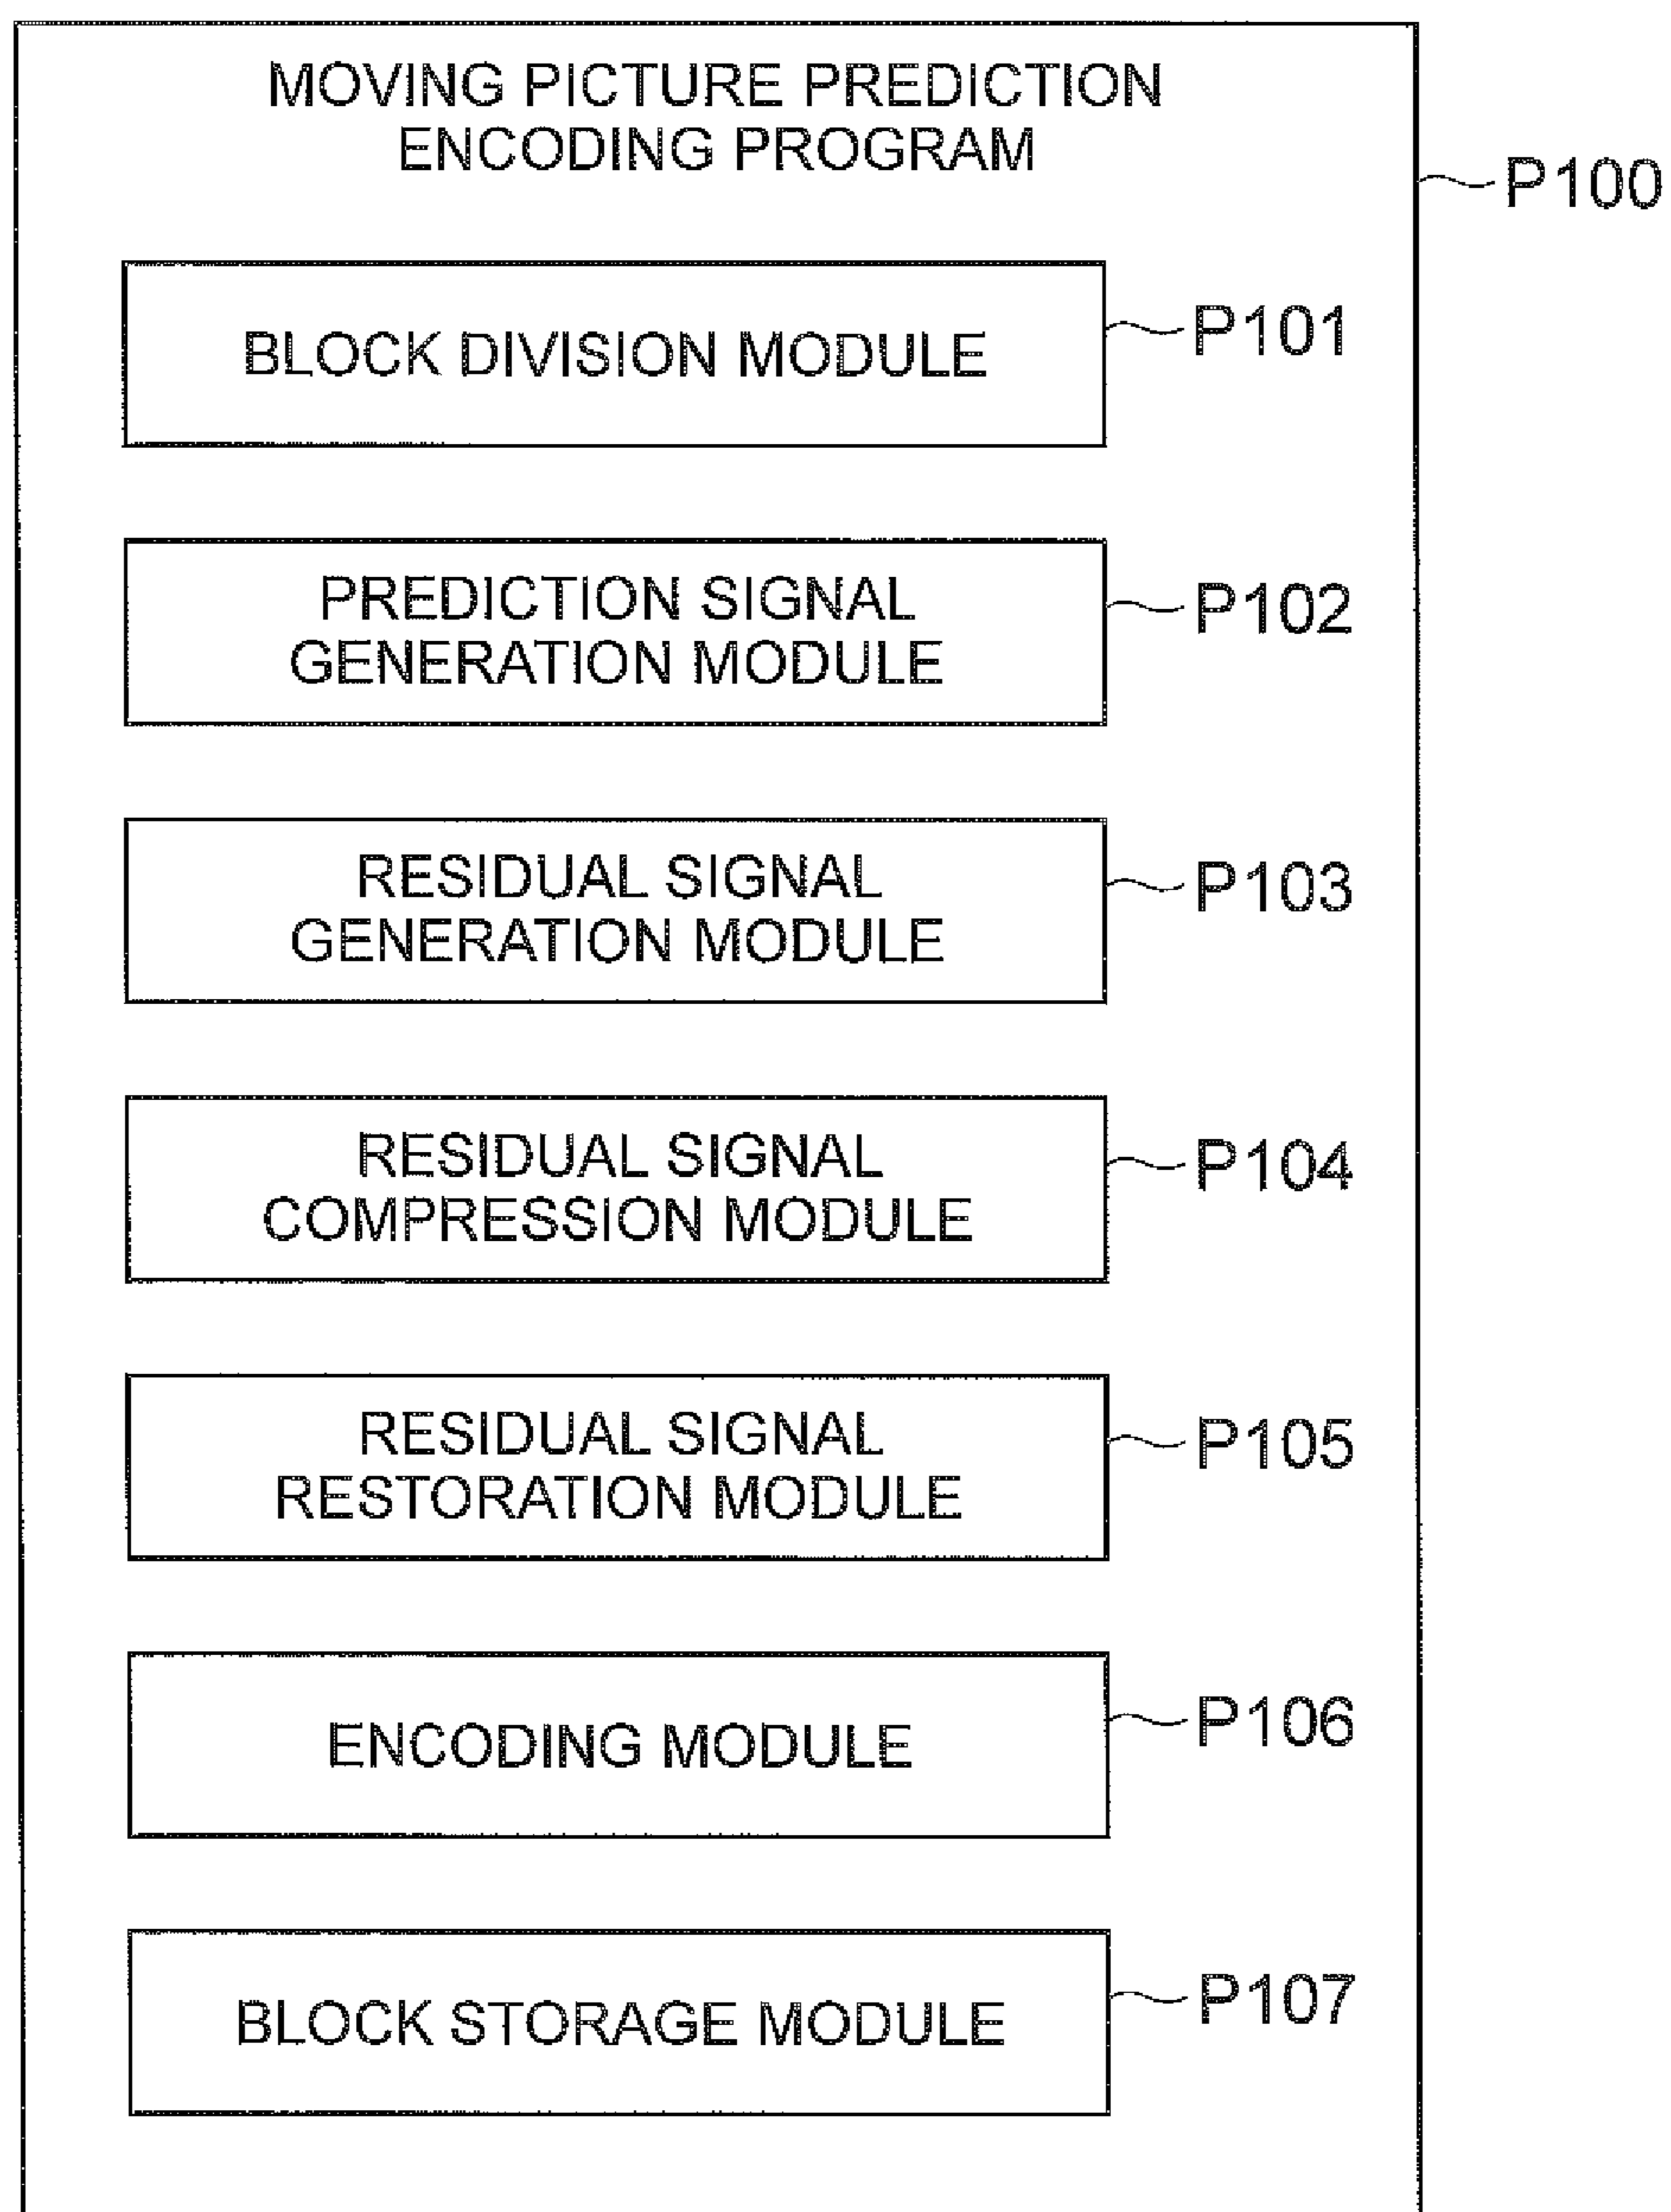 MOVING PICTURE PREDICTION
ENCODING PROGRAM
P100
BLOCK DIVISION MODULE
P101
PREDICTION SIGNAL
GENERATION MODULE
P102
RESIDUAL SIGNAL
GENERATION MODULE
P103
RESIDUAL SIGNAL
COMPRESSION MODULE
P104
RESIDUAL SIGNAL
RESTORATION MODULE
P105
ENCODING MODULE
P106
BLOCK STORAGE MODULE
P107